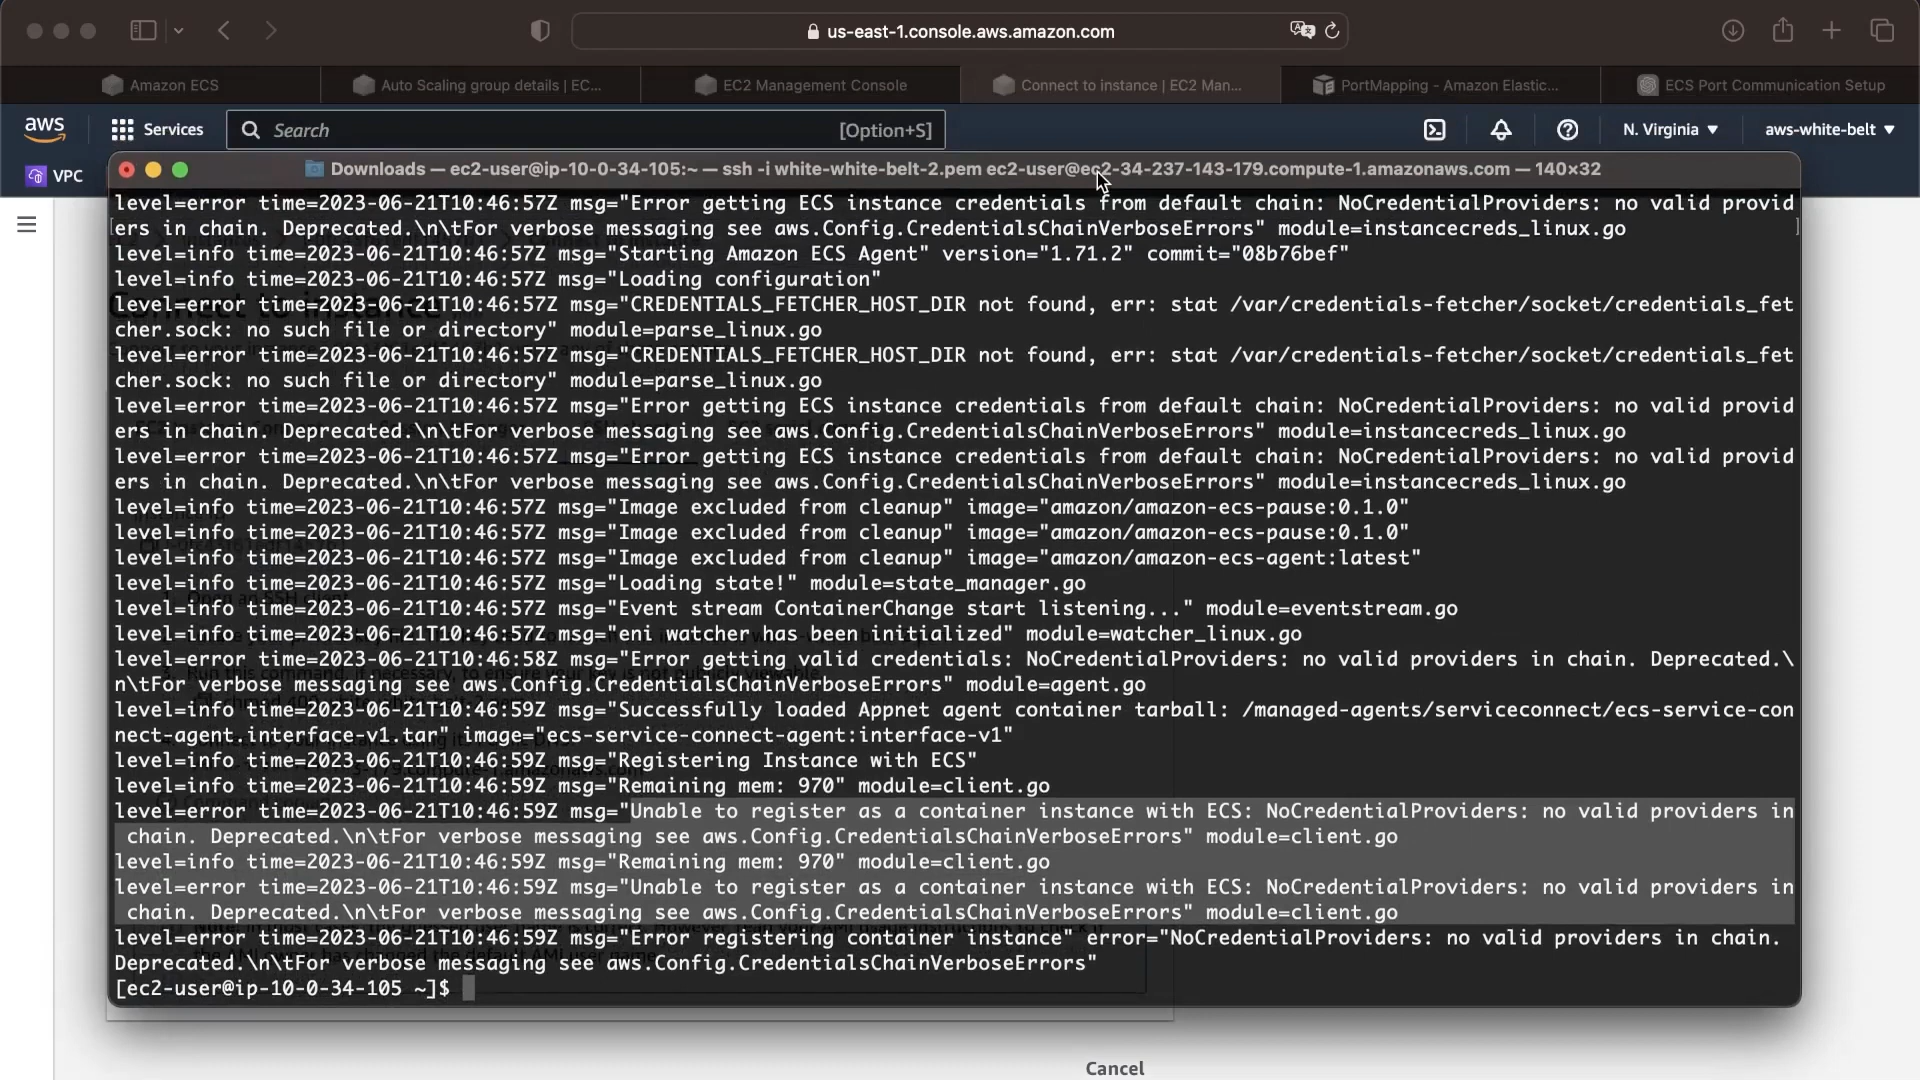 us-east-1.console.aws.amazon.com
Amazon ECS
Auto Scaling group details | EC...
EC2 Management Console
Connect to instance | EC2 Man...
PortMapping - Amazon Elastic...
ECS Port Communication Setup
aws
Services
Search
[Option+S]
N. Virginia
aws-white-belt
VPC
Downloads — ec2-user@ip-10-0-34-105:~ — ssh -i white-white-belt-2.pem ec2-user@ec2-34-237-143-179.compute-1.amazonaws.com — 140×32
level=error time=2023-06-21T10:46:57Z msg="Error getting ECS instance credentials from default chain: NoCredentialProviders: no valid provid
ers in chain. Deprecated.\n\tFor verbose messaging see aws.Config.CredentialsChainVerboseErrors" module=instancecreds_linux.go
level=info time=2023-06-21T10:46:57Z msg="Starting Amazon ECS Agent" version="1.71.2" commit="08b76bef"
level=info time=2023-06-21T10:46:57Z msg="Loading configuration"
level=error time=2023-06-21T10:46:57Z msg="CREDENTIALS_FETCHER_HOST_DIR not found, err: stat /var/credentials-fetcher/socket/credentials_fet
cher.sock: no such file or directory" module=parse_linux.go
level=error time=2023-06-21T10:46:57Z msg="CREDENTIALS_FETCHER_HOST_DIR not found, err: stat /var/credentials-fetcher/socket/credentials_fet
cher.sock: no such file or directory" module=parse_linux.go
level=error time=2023-06-21T10:46:57Z msg="Error getting ECS instance credentials from default chain: NoCredentialProviders: no valid provid
ers in chain. Deprecated.\n\tFor verbose messaging see aws.Config.CredentialsChainVerboseErrors" module=instancecreds_linux.go
level=error time=2023-06-21T10:46:57Z msg="Error getting ECS instance credentials from default chain: NoCredentialProviders: no valid provid
ers in chain. Deprecated.\n\tFor verbose messaging see aws.Config.CredentialsChainVerboseErrors" module=instancecreds_linux.go
level=info time=2023-06-21T10:46:57Z msg="Image excluded from cleanup" image="amazon/amazon-ecs-pause:0.1.0"
level=info time=2023-06-21T10:46:57Z msg="Image excluded from cleanup" image="amazon/amazon-ecs-pause:0.1.0"
level=info time=2023-06-21T10:46:57Z msg="Image excluded from cleanup" image="amazon/amazon-ecs-agent:latest"
level=info time=2023-06-21T10:46:57Z msg="Loading state!" module=state_manager.go
level=info time=2023-06-21T10:46:57Z msg="Event stream ContainerChange start listening..." module=eventstream.go
level=info time=2023-06-21T10:46:57Z msg="eni watcher has been initialized" module=watcher_linux.go
level=error time=2023-06-21T10:46:58Z msg="Error getting valid credentials: NoCredentialProviders: no valid providers in chain. Deprecated.\
n\tFor verbose messaging see aws.Config.CredentialsChainVerboseErrors" module=agent.go
level=info time=2023-06-21T10:46:59Z msg="Successfully loaded Appnet agent container tarball: /managed-agents/serviceconnect/ecs-service-con
nect-agent.interface-v1.tar" image="ecs-service-connect-agent:interface-v1"
level=info time=2023-06-21T10:46:59Z msg="Registering Instance with ECS"
level=info time=2023-06-21T10:46:59Z msg="Remaining mem: 970" module=client.go
level=error time=2023-06-21T10:46:59Z msg="Unable to register as a container instance with ECS: NoCredentialProviders: no valid providers in
chain. Deprecated.\n\tFor verbose messaging see aws.Config.CredentialsChainVerboseErrors" module=client.go
level=info time=2023-06-21T10:46:59Z msg="Remaining mem: 970" module=client.go
level=error time=2023-06-21T10:46:59Z msg="Unable to register as a container instance with ECS: NoCredentialProviders: no valid providers in
chain. Deprecated.\n\tFor verbose messaging see aws.Config.CredentialsChainVerboseErrors" module=client.go
level=error time=2023-06-21T10:46:59Z msg="Error registering container instance" error="NoCredentialProviders: no valid providers in chain.
Deprecated.\n\tFor verbose messaging see aws.Config.CredentialsChainVerboseErrors"
[ec2-user@ip-10-0-34-105 ~]$
Cancel